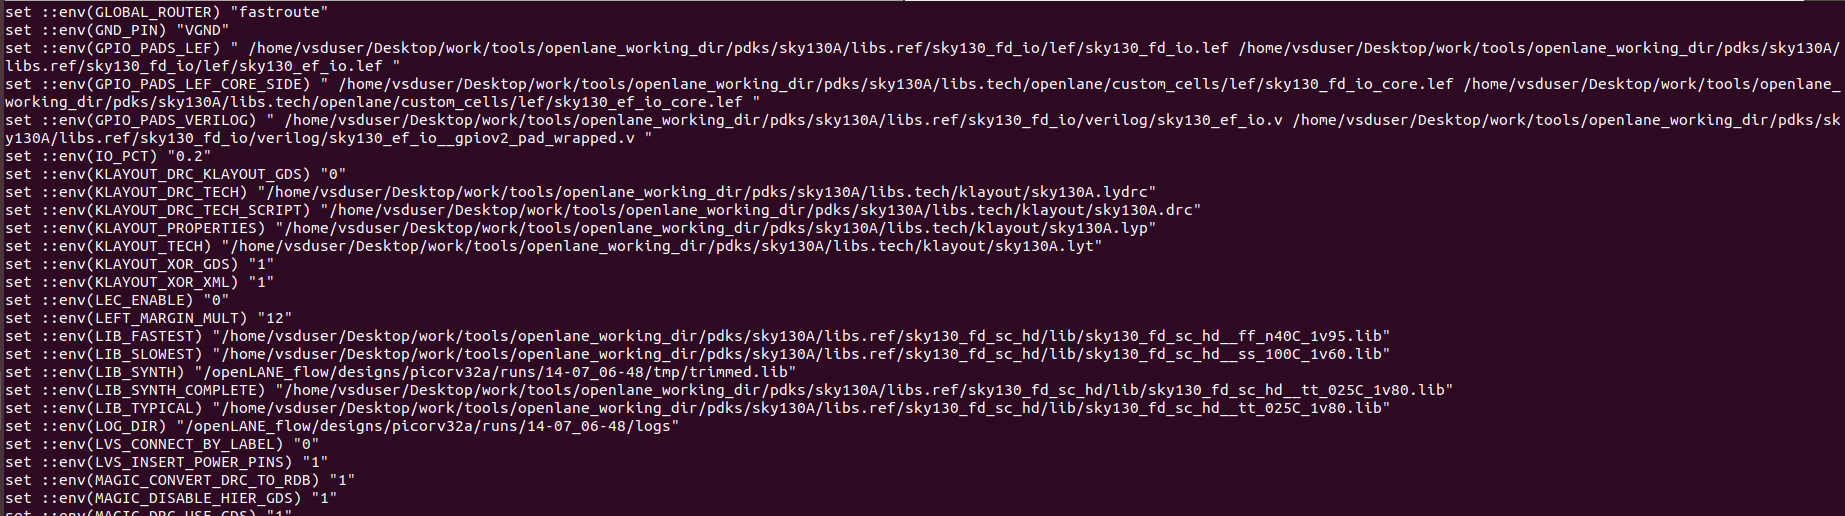 set ::env(GLOBAL_ROUTER) "fastroute"
set ::env(GND_PIN) "VGND"
set ::env(GPIO_PADS_LEF) " /home/vsduser/Desktop/work/tools/openlane_working_dir/pdks/sky130A/libs.ref/sky130_fd_io/lef/sky130_fd_io.lef /home/vsduser/Desktop/work/tools/openlane_working_dir/pdks/sky130A/
libs.ref/sky130_fd_io/lef/sky130_ef_io.lef "
set ::env(GPIO_PADS_LEF_CORE_SIDE) " /home/vsduser/Desktop/work/tools/openlane_working_dir/pdks/sky130A/libs.tech/openlane/custom_cells/lef/sky130_fd_io_core.lef /home/vsduser/Desktop/work/tools/openlane_
working_dir/pdks/sky130A/libs.tech/openlane/custom_cells/lef/sky130_ef_io_core.lef "
set ::env(GPIO_PADS_VERILOG) " /home/vsduser/Desktop/work/tools/openlane_working_dir/pdks/sky130A/libs.ref/sky130_fd_io/verilog/sky130_ef_io.v /home/vsduser/Desktop/work/tools/openlane_working_dir/pdks/sk
y130A/libs.ref/sky130_fd_io/verilog/sky130_ef_io__gpiov2_pad_wrapped.v "
set ::env(IO_PCT) "0.2"
set ::env(KLAYOUT_DRC_KLAYOUT_GDS) "0"
set ::env(KLAYOUT_DRC_TECH) "/home/vsduser/Desktop/work/tools/openlane_working_dir/pdks/sky130A/libs.tech/klayout/sky130A.lydrc"
set ::env(KLAYOUT_DRC_TECH_SCRIPT) "/home/vsduser/Desktop/work/tools/openlane_working_dir/pdks/sky130A/libs.tech/klayout/sky130A.drc"
set ::env(KLAYOUT_PROPERTIES) "/home/vsduser/Desktop/work/tools/openlane_working_dir/pdks/sky130A/libs.tech/klayout/sky130A.lyp"
set ::env(KLAYOUT_TECH) "/home/vsduser/Desktop/work/tools/openlane_working_dir/pdks/sky130A/libs.tech/klayout/sky130A.lyt"
set ::env(KLAYOUT_XOR_GDS) "1"
set ::env(KLAYOUT_XOR_XML) "1"
set ::env(LEC_ENABLE) "0"
set ::env(LEFT_MARGIN_MULT) "12"
set ::env(LIB_FASTEST) "/home/vsduser/Desktop/work/tools/openlane_working_dir/pdks/sky130A/libs.ref/sky130_fd_sc_hd/lib/sky130_fd_sc_hd__ff_n40C_1v95.lib"
set ::env(LIB_SLOWEST) "/home/vsduser/Desktop/work/tools/openlane_working_dir/pdks/sky130A/libs.ref/sky130_fd_sc_hd/lib/sky130_fd_sc_hd__ss_100C_1v60.lib"
set ::env(LIB_SYNTH) "/openLANE_flow/designs/picorv32a/runs/14-07_06-48/tmp/trimmed.lib"
set ::env(LIB_SYNTH_COMPLETE) "/home/vsduser/Desktop/work/tools/openlane_working_dir/pdks/sky130A/libs.ref/sky130_fd_sc_hd/lib/sky130_fd_sc_hd__tt_025C_1v80.lib"
set ::env(LIB_TYPICAL) "/home/vsduser/Desktop/work/tools/openlane_working_dir/pdks/sky130A/libs.ref/sky130_fd_sc_hd/lib/sky130_fd_sc_hd__tt_025C_1v80.lib"
set ::env(LOG_DIR) "/openLANE_flow/designs/picorv32a/runs/14-07_06-48/logs"
set ::env(LVS_CONNECT_BY_LABEL) "0"
set ::env(LVS_INSERT_POWER_PINS) "1"
set ::env(MAGIC_CONVERT_DRC_TO_RDB) "1"
set ::env(MAGIC_DISABLE_HIER_GDS) "1"
set ::env(MAGIC_DRC_USE_GDS) "1"